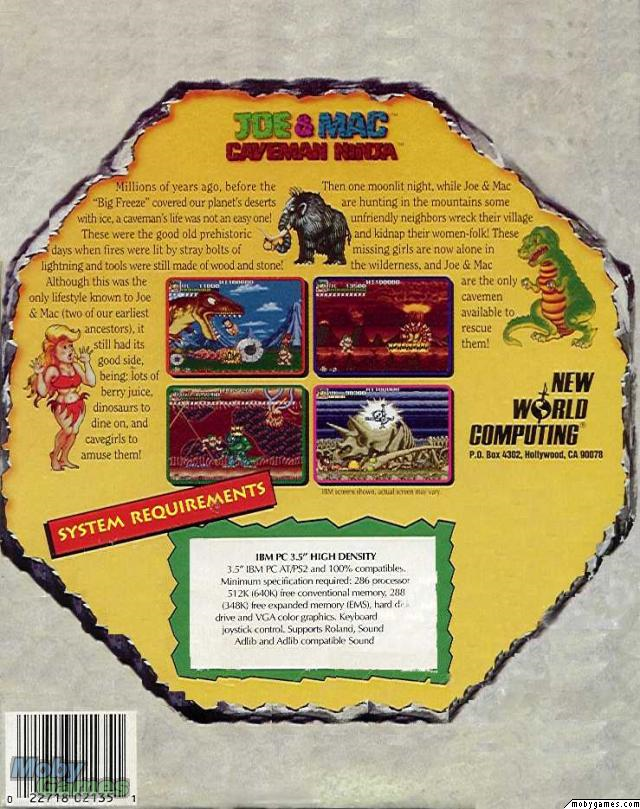 JOE & MAC™
CAVEMAN NINJA™
Millions of years ago, before the
"Big Freeze" covered our planet's deserts
with ice, a caveman's life was not an easy one!
These were the good old prehistoric
days when fires were lit by stray bolts of
lightning and tools were still made of wood and stone!
Although this was the
only lifestyle known to Joe
& Mac (two of our earliest
ancestors), it
still had its
good side,
being: lots of
berry juice,
dinosaurs to
dine on, and
cavegirls to
amuse them!
Then one moonlit night, while Joe & Mac
are hunting in the mountains some
unfriendly neighbors wreck their village
and kidnap their women-folk! These
missing girls are now alone in
the wilderness, and Joe & Mac
are the only
cavemen
available to
rescue
them!
IBM screens shown, actual screen may vary.
NEW
WORLD
COMPUTING®
P.O. Box 4302, Hollywood, CA 90078
SYSTEM REQUIREMENTS
IBM PC 3.5" HIGH DENSITY
3.5" IBM PC AT/PS2 and 100% compatibles.
Minimum specification required: 286 processor
512K (640K) free conventional memory, 288
(348K) free expanded memory (EMS), hard
drive and VGA color graphics. Keyboard
joystick control. Supports Roland, Sound
Adlib and Adlib compatible Sound
Moby
Games
0 22718 02135 1
mobygames.com